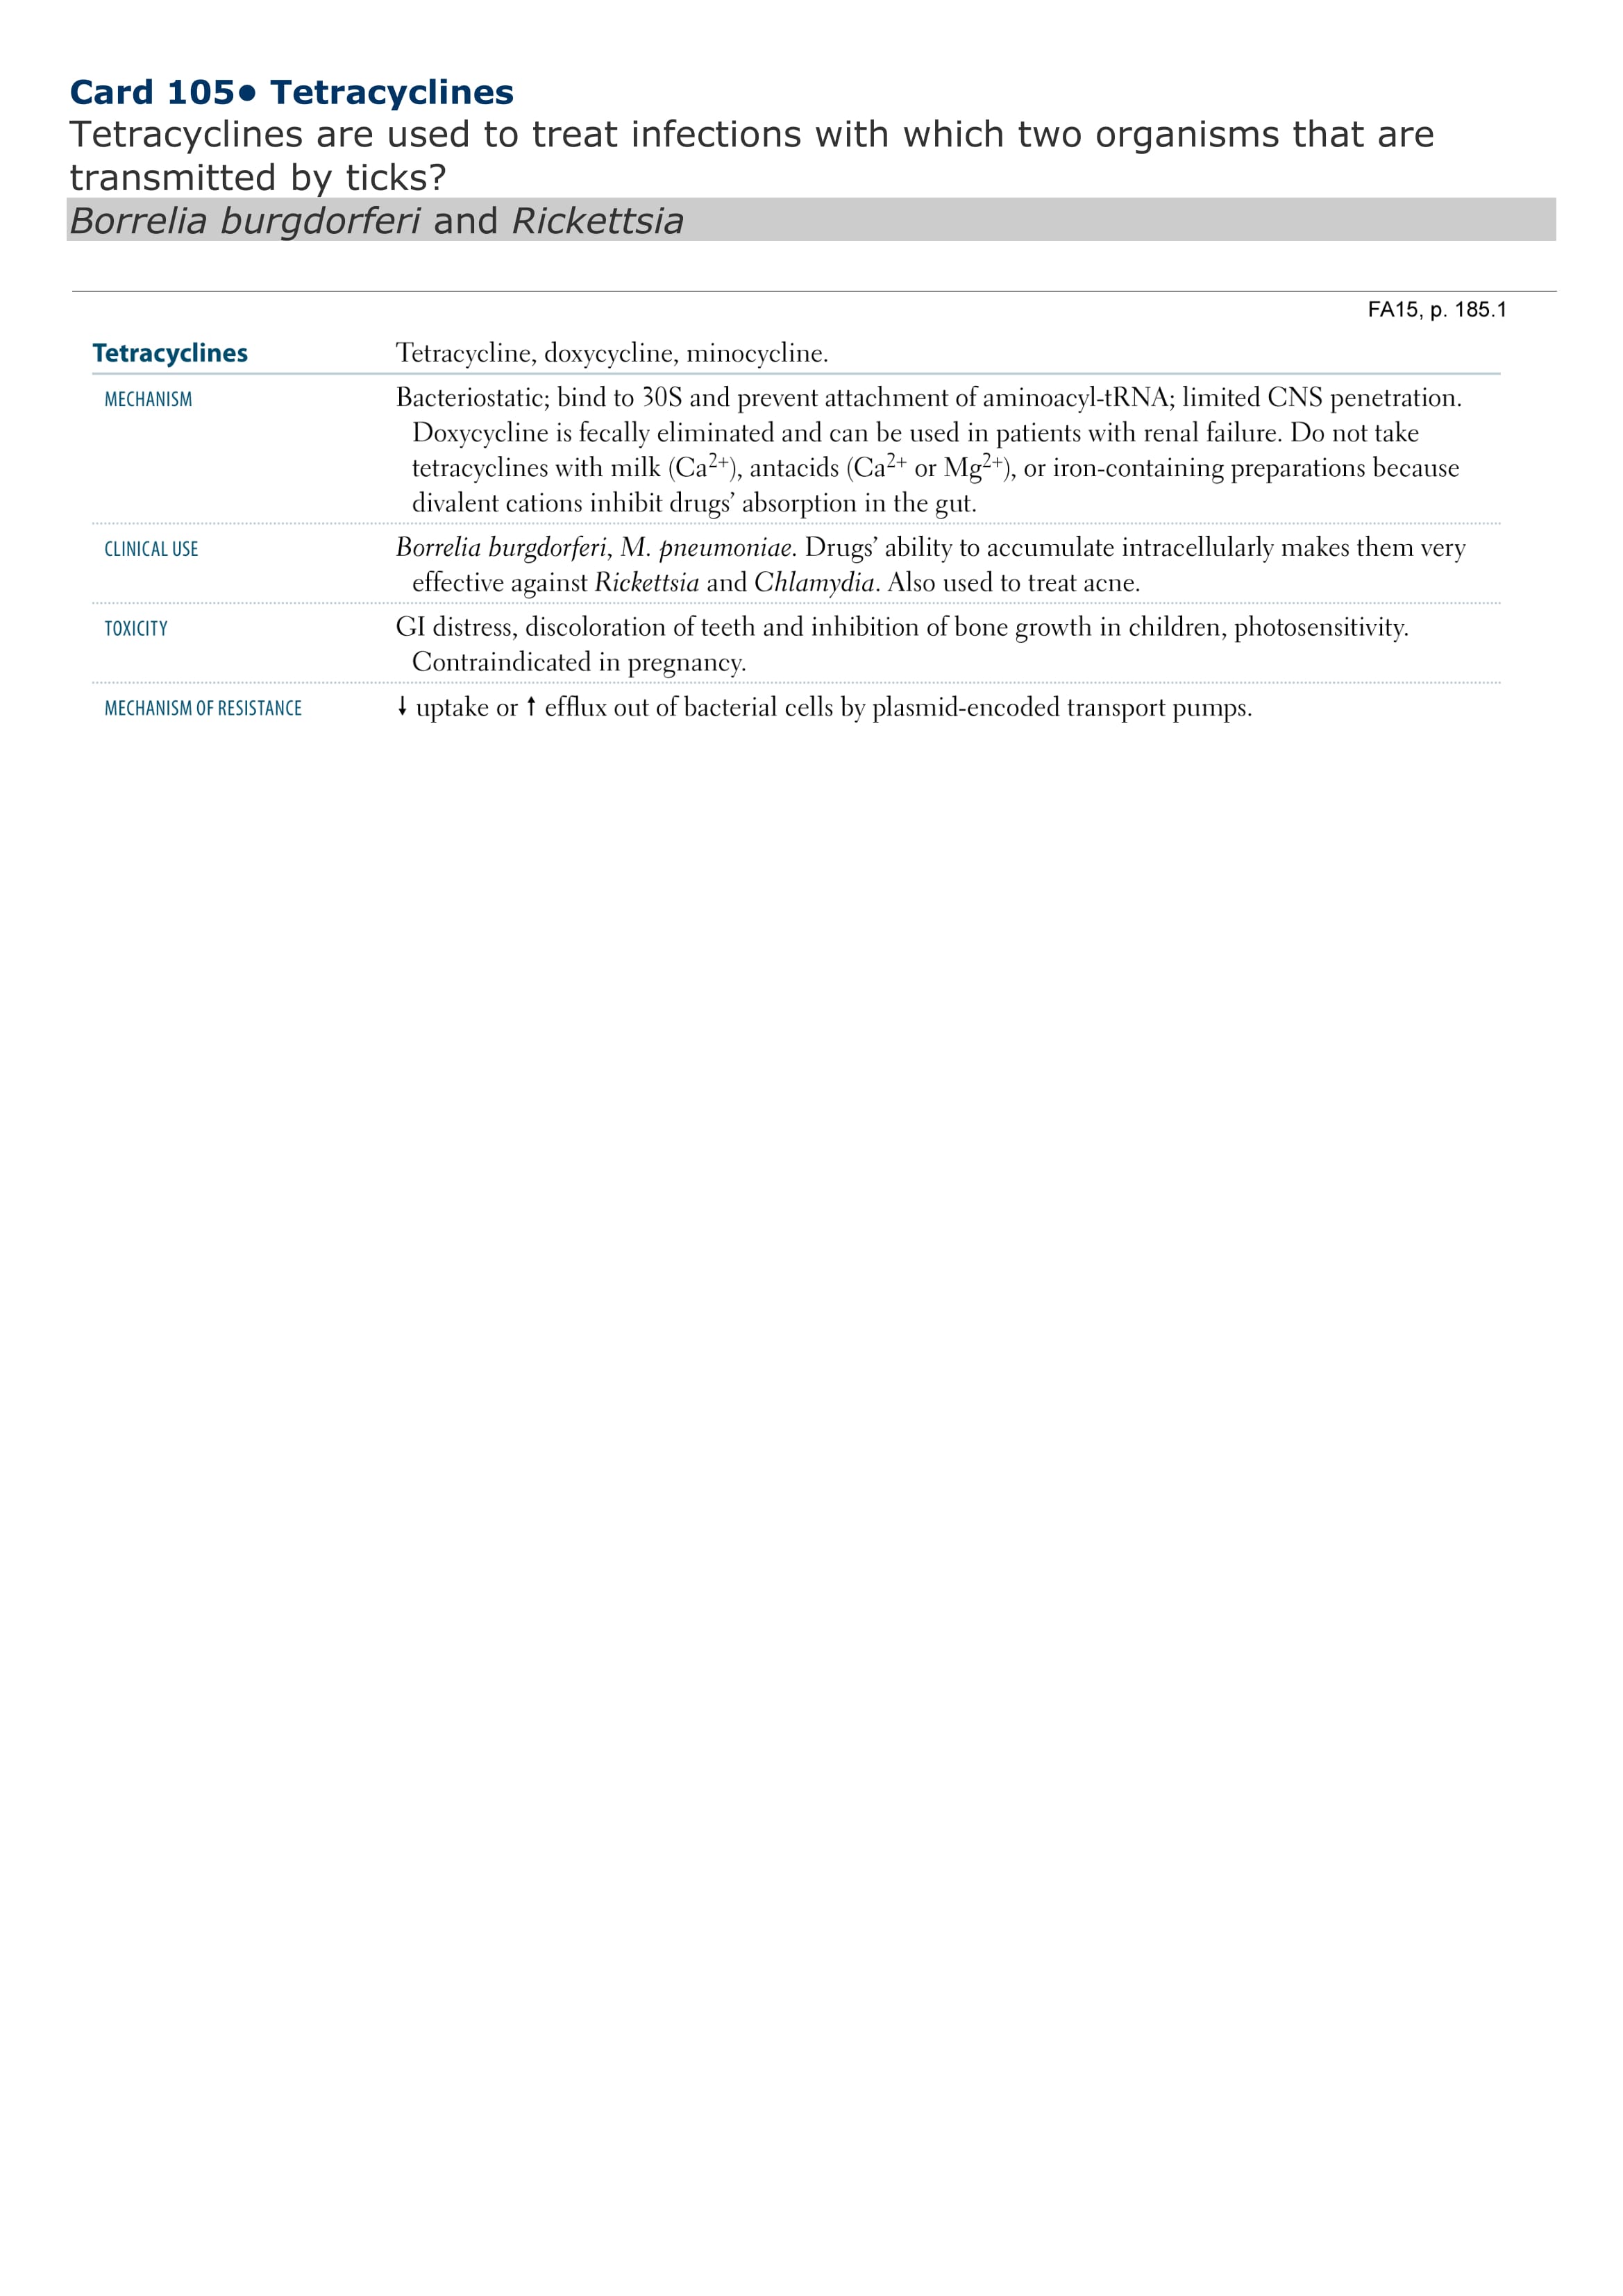 Card 105● Tetracyclines
Tetracyclines are used to treat infections with which two organisms that are
transmitted by ticks?
Borrelia burgdorferi and Rickettsia
FA15, p. 185.1
Tetracyclines Tetracycline, doxycycline, minocycline.
MECHANISM Bacteriostatic; bind to 30S and prevent attachment of aminoacyl-tRNA; limited CNS penetration.
Doxycycline is fecally eliminated and can be used in patients with renal failure. Do not take
tetracyclines with milk (Ca²⁺), antacids (Ca²⁺ or Mg²⁺), or iron-containing preparations because
divalent cations inhibit drugs’ absorption in the gut.
CLINICAL USE Borrelia burgdorferi, M. pneumoniae. Drugs’ ability to accumulate intracellularly makes them very
effective against Rickettsia and Chlamydia. Also used to treat acne.
TOXICITY GI distress, discoloration of teeth and inhibition of bone growth in children, photosensitivity.
Contraindicated in pregnancy.
MECHANISM OF RESISTANCE ↓ uptake or ↑ efflux out of bacterial cells by plasmid-encoded transport pumps.